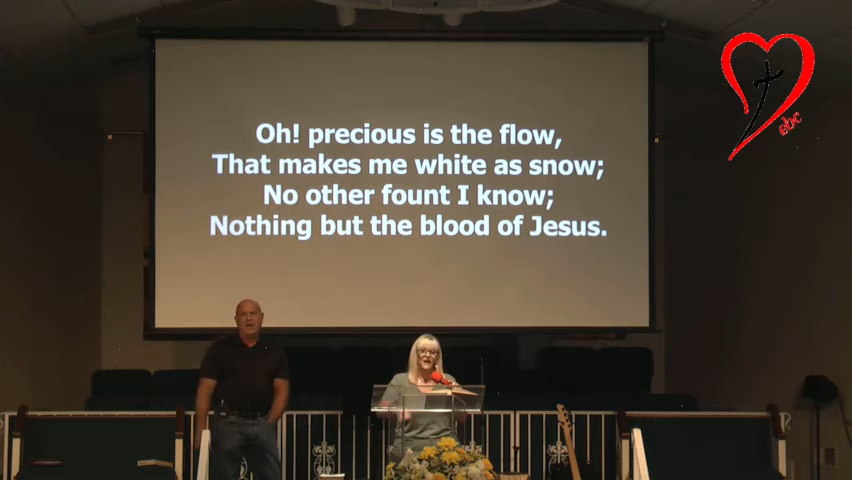 Oh! precious is the flow,
That makes me white as snow;
No other fount I know;
Nothing but the blood of Jesus.
ebc